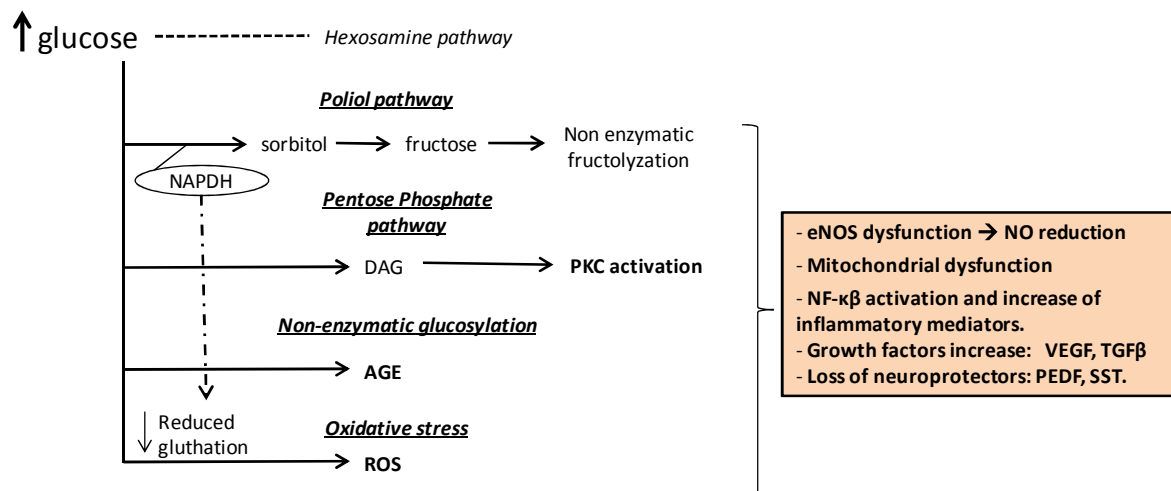 ↑ glucose
Hexosamine pathway
Poliol pathway
sorbitol
fructose
Non enzymatic
fructolyzation
NAPDH
Pentose Phosphate
pathway
DAG
PKC activation
Non-enzymatic glucosylation
AGE
↓ Reduced
gluthation
Oxidative stress
ROS
- eNOS dysfunction → NO reduction
- Mitochondrial dysfunction
- NF-κβ activation and increase of
inflammatory mediators.
- Growth factors increase: VEGF, TGFβ
- Loss of neuroprotectors: PEDF, SST.